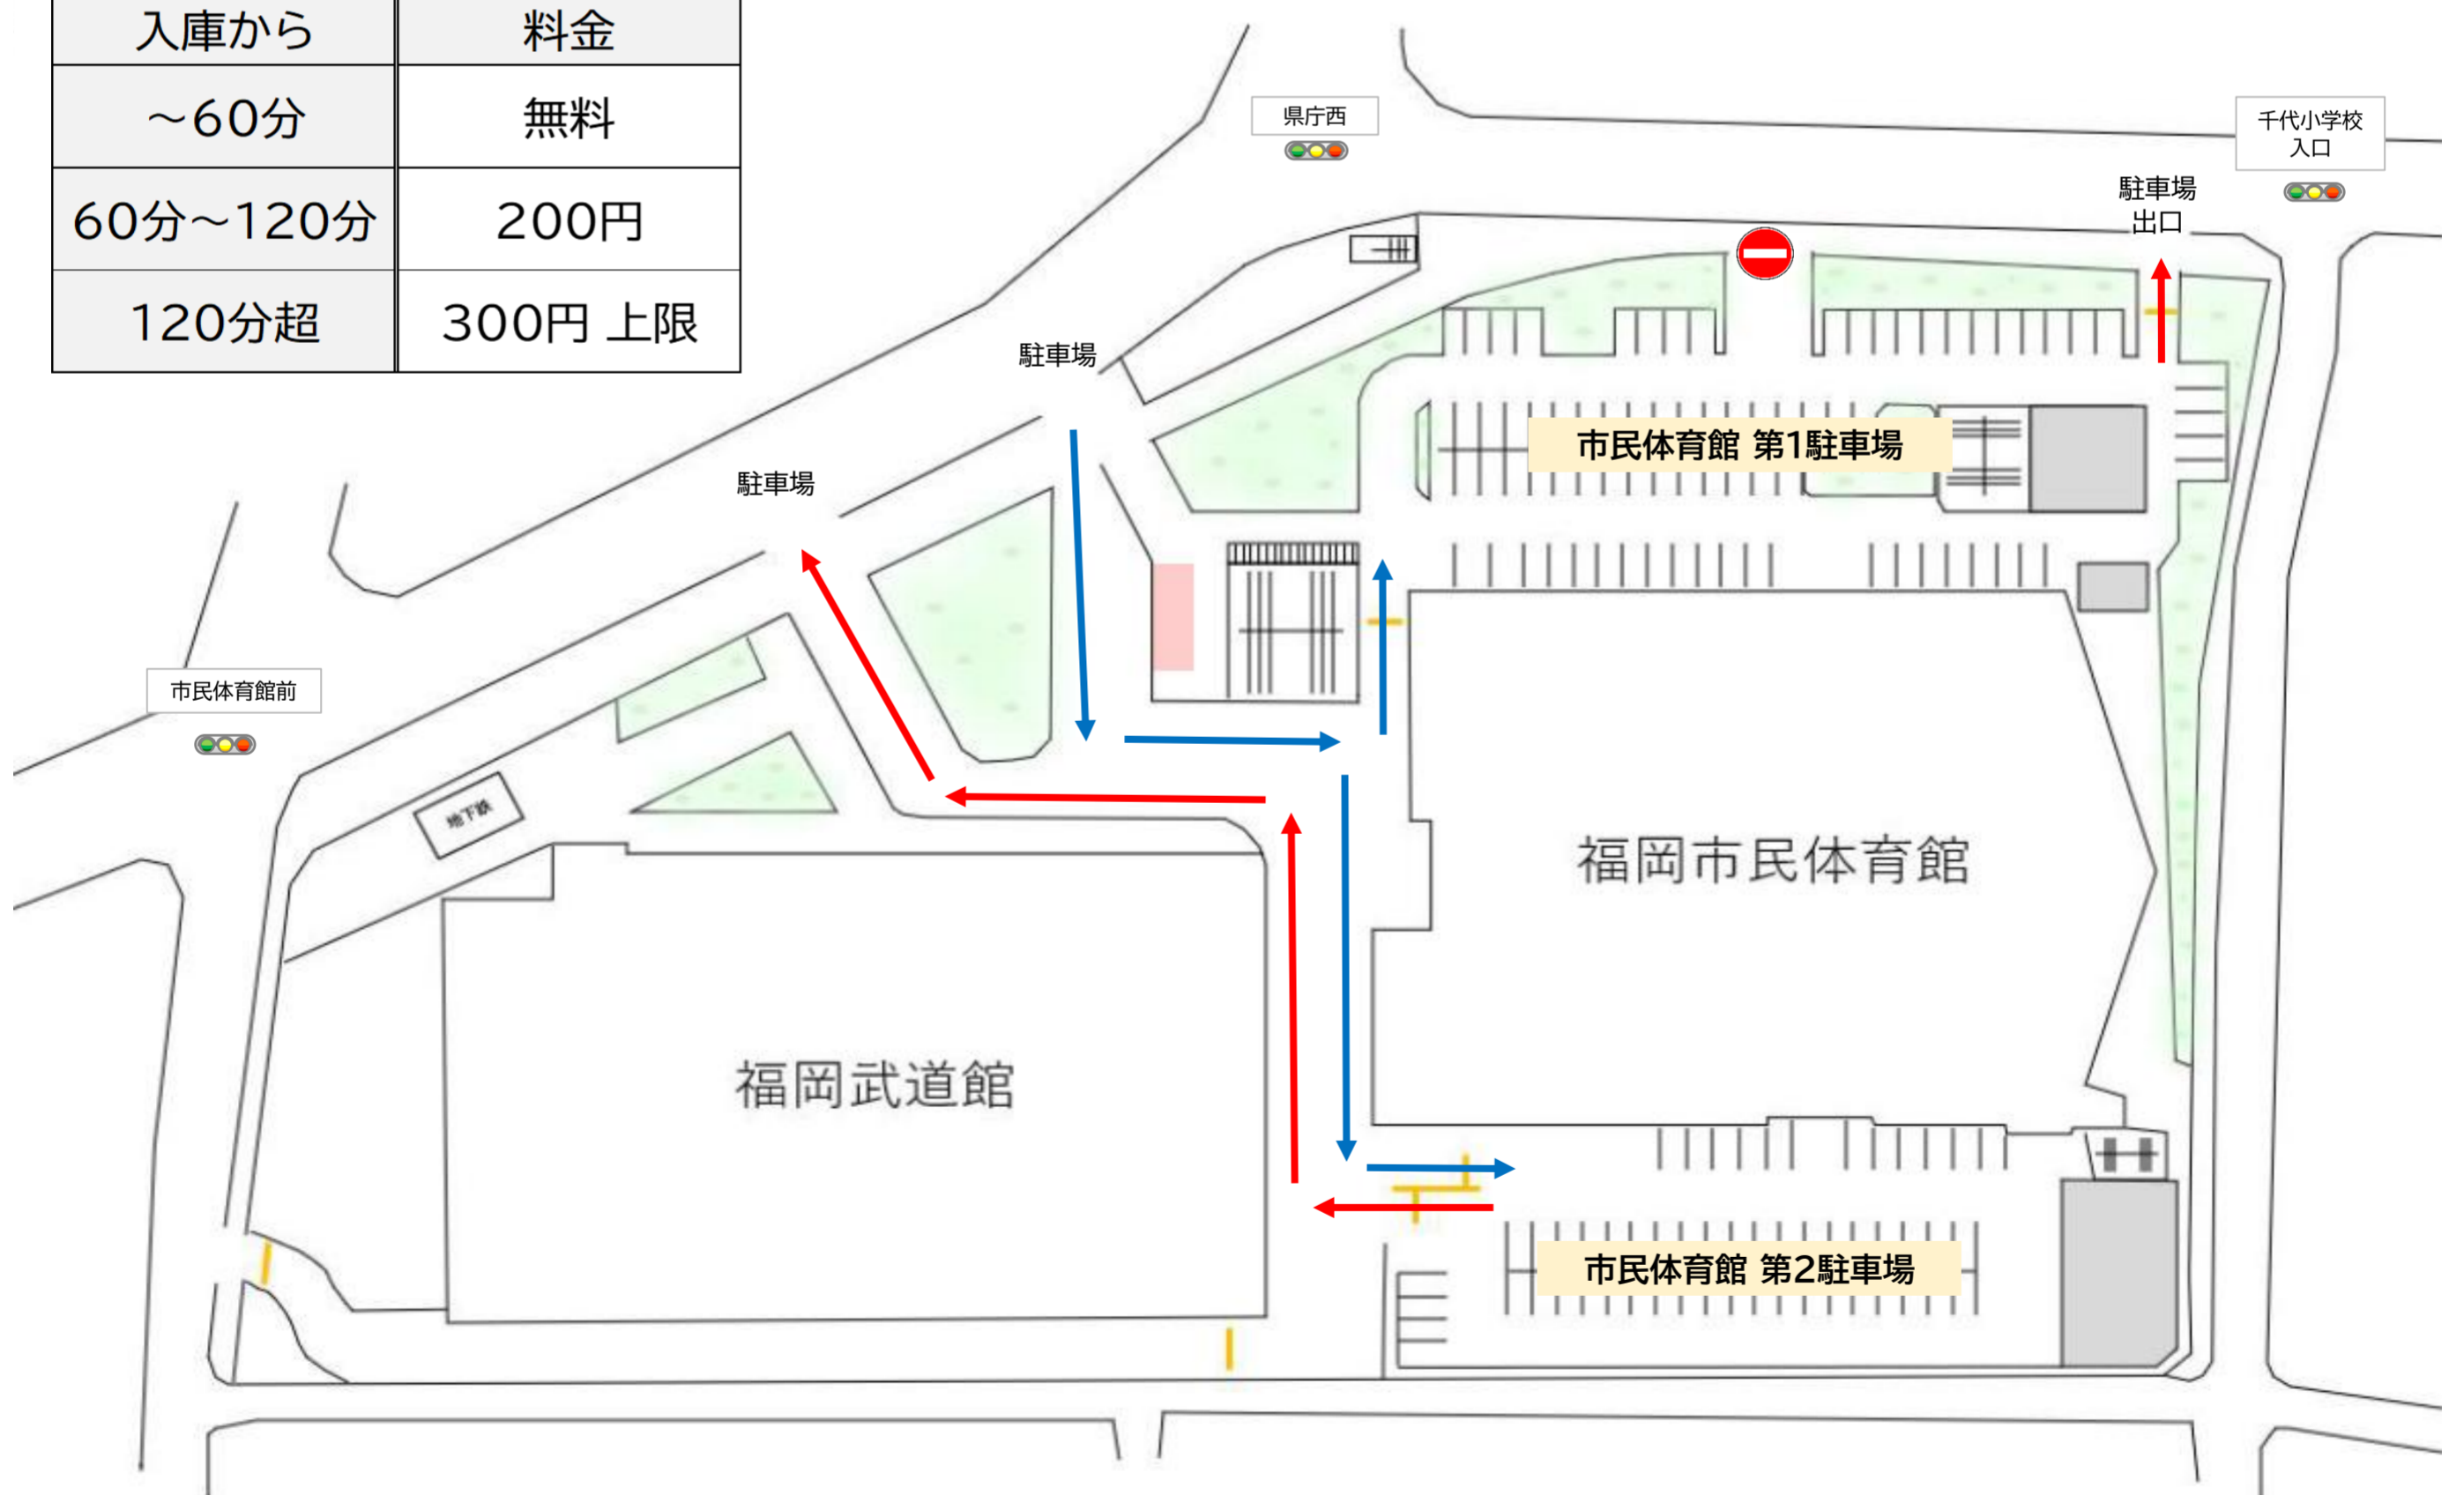 入庫から 料金
～60分 無料
60分～120分 200円
120分超 300円 上限
県庁西
千代小学校
入口
駐車場
出口
駐車場
市民体育館 第1駐車場
駐車場
市民体育館前
地下鉄
福岡市民体育館
福岡武道館
市民体育館 第2駐車場